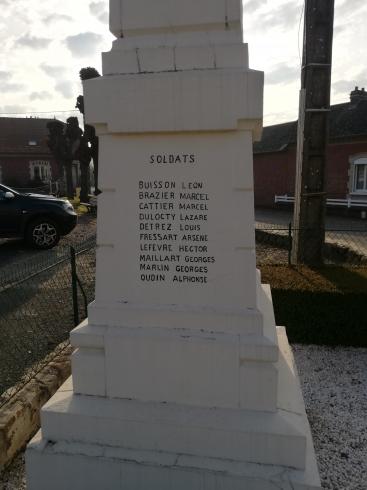 SOLDATS
BUISSON LEON
BRAZIER MARCEL
CATTIER MARCEL
DULOCTY LAZARE
DETREZ LOUIS
FRESSART ARSENE
LEFEVRE HECTOR
MAILLART GEORGES
MARLIN GEORGES
OUDIN ALPHONSE